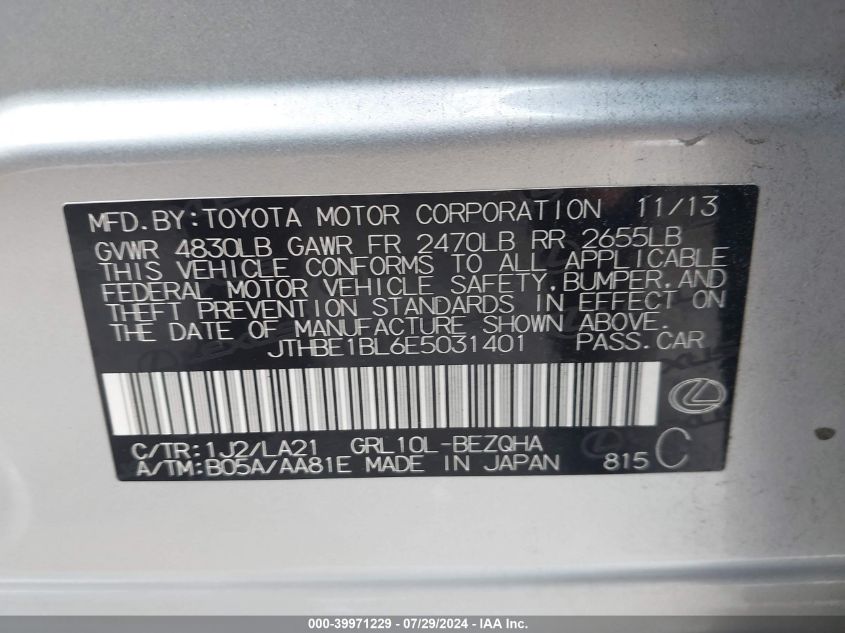 MFD.BY:TOYOTA MOTOR CORPORATION 11/13
GVWR 4830LB GAWR FR 2470LB RR 2655LB
THIS VEHICLE CONFORMS TO ALL APPLICABLE
FEDERAL MOTOR VEHICLE SAFETY,BUMPER,AND
THEFT PREVENTION STANDARDS IN EFFECT ON
THE DATE OF MANUFACTURE SHOWN ABOVE.
JTHBE1BL6E5031401 PASS.CAR
C/TR:1J2/LA21 GRL10L-BEZQHA
A/TM:B05A/AA81E MADE IN JAPAN 815 C
000-39971229 - 07/29/2024 - IAA Inc.